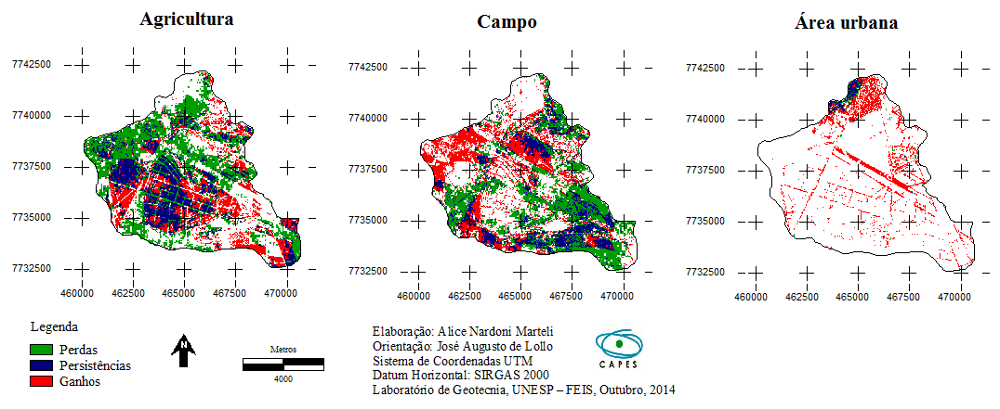 Agricultura
Campo
Área urbana
7742500
7740000
7737500
7735000
7732500
460000 462500 465000 467500 470000
7742500
7740000
7737500
7735000
7732500
460000 462500 465000 467500 470000
7742500
7740000
7737500
7735000
7732500
460000 462500 465000 467500 470000
Legenda
Perdas
Persistências
Ganhos
N
Metros
4000
Elaboração: Alice Nardoni Marteli
Orientação: José Augusto de Lollo
Sistema de Coordenadas UTM
Datum Horizontal: SIRGAS 2000
Laboratório de Geotecnia, UNESP – FEIS, Outubro, 2014
CAPES